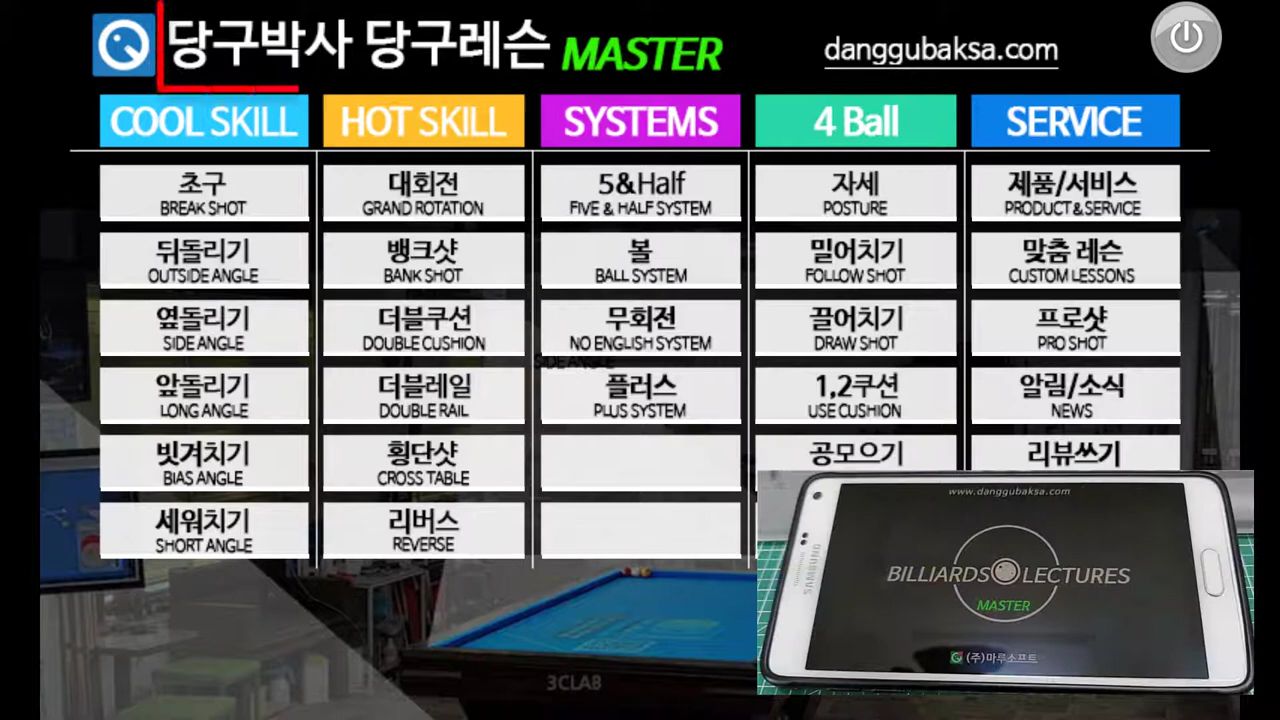 당구박사 당구레슨 MASTER
danggubaksa.com
COOL SKILL
HOT SKILL
SYSTEMS
4 Ball
SERVICE
초구
BREAK SHOT
대회전
GRAND ROTATION
5&Half
FIVE & HALF SYSTEM
자세
POSTURE
제품/서비스
PRODUCT & SERVICE
뒤돌리기
OUTSIDE ANGLE
뱅크샷
BANK SHOT
볼
BALL SYSTEM
밀어치기
FOLLOW SHOT
맞춤 레슨
CUSTOM LESSONS
옆돌리기
SIDE ANGLE
더블쿠션
DOUBLE CUSHION
무회전
NO ENGLISH SYSTEM
끌어치기
DRAW SHOT
프로샷
PRO SHOT
SIDE ANGLE
앞돌리기
LONG ANGLE
더블레일
DOUBLE RAIL
플러스
PLUS SYSTEM
1,2쿠션
USE CUSHION
알림/소식
NEWS
빗겨치기
BIAS ANGLE
횡단샷
CROSS TABLE
공모으기
리뷰쓰기
세워치기
SHORT ANGLE
리버스
REVERSE
www.danggubaksa.com
SAMSUNG
BILLIARDS LECTURES
MASTER
(주)마루소프트
3CLAB